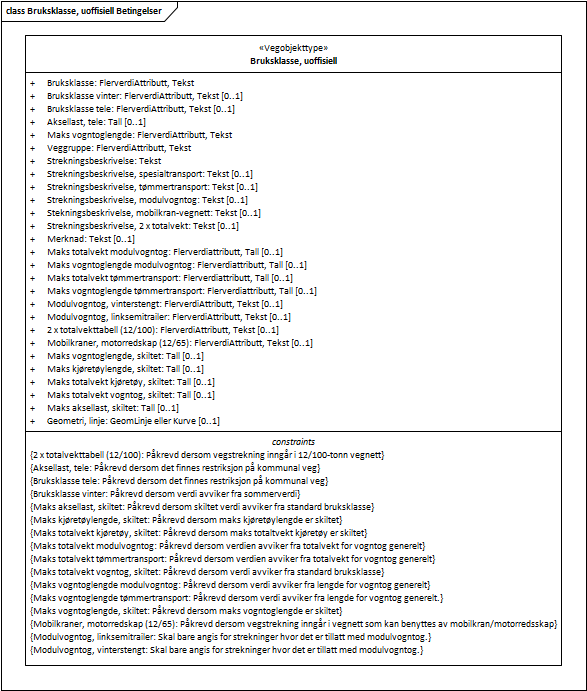 class Bruksklasse, uoffisiell Betingelser
«Vegobjekttype»
Bruksklasse, uoffisiell
+ Bruksklasse: FlerverdiAttributt, Tekst
+ Bruksklasse vinter: FlerverdiAttributt, Tekst [0..1]
+ Bruksklasse tele: FlerverdiAttributt, Tekst [0..1]
+ Aksellast, tele: Tall [0..1]
+ Maks vogntoglengde: FlerverdiAttributt, Tekst
+ Veggruppe: FlerverdiAttributt, Tekst
+ Strekningsbeskrivelse: Tekst
+ Strekningsbeskrivelse, spesialtransport: Tekst [0..1]
+ Strekningsbeskrivelse, tømmertransport: Tekst [0..1]
+ Strekningsbeskrivelse, modulvogntog: Tekst [0..1]
+ Stekningsbeskrivelse, mobilkran-vegnett: Tekst [0..1]
+ Strekningsbeskrivelse, 2 x totalvekt: Tekst [0..1]
+ Merknad: Tekst [0..1]
+ Maks totalvekt modulvogntog: Flerverdiattributt, Tall [0..1]
+ Maks vogntoglengde modulvogntog: Flerverdiattributt, Tall [0..1]
+ Maks totalvekt tømmertransport: Flerverdiattributt, Tall [0..1]
+ Maks vogntoglengde tømmertransport: Flerverdiattributt, Tall [0..1]
+ Modulvogntog, vinterstengt: FlerverdiAttributt, Tekst [0..1]
+ Modulvogntog, linksemitrailer: FlerverdiAttributt, Tekst [0..1]
+ 2 x totalvekttabell (12/100): FlerverdiAttributt, Tekst [0..1]
+ Mobilkraner, motorredskap (12/65): FlerverdiAttributt, Tekst [0..1]
+ Maks vogntoglengde, skiltet: Tall [0..1]
+ Maks kjøretøylengde, skiltet: Tall [0..1]
+ Maks totalvekt kjøretøy, skiltet: Tall [0..1]
+ Maks totalvekt vogntog, skiltet: Tall [0..1]
+ Maks aksellast, skiltet: Tall [0..1]
+ Geometri, linje: GeomLinje eller Kurve [0..1]
constraints
{2 x totalvekttabell (12/100): Påkrevd dersom vegstrekning inngår i 12/100-tonn vegnett}
{Aksellast, tele: Påkrevd dersom det finnes restriksjon på kommunal veg}
{Bruksklasse tele: Påkrevd dersom det finnes restriksjon på kommunal veg}
{Bruksklasse vinter: Påkrevd dersom verdi avviker fra sommerverdi}
{Maks aksellast, skiltet: Påkrevd dersom skiltet verdi avviker fra standard bruksklasse}
{Maks kjøretøylengde, skiltet: Påkrevd dersom maks kjøretøylengde er skiltet}
{Maks totalvekt kjøretøy, skiltet: Påkrevd dersom maks totaltvekt kjøretøy er skiltet}
{Maks totalvekt modulvogntog: Påkrevd dersom verdien avviker fra totalvekt for vogntog generelt}
{Maks totalvekt tømmertransport: Påkrevd dersom verdien avviker fra totalvekt for vogntog generelt}
{Maks totalvekt vogntog, skiltet: Påkrevd dersom verdi avviker fra standard bruksklasse}
{Maks vogntoglengde modulvogntog: Påkrevd dersom verdi avviker fra lengde for vogntog generelt}
{Maks vogntoglengde tømmertransport: Påkrevd dersom verdi avviker fra lengde for vogntog generelt.}
{Maks vogntoglengde, skiltet: Påkrevd dersom maks vogntoglengde er skiltet}
{Mobilkraner, motorredskap (12/65): Påkrevd dersom vegstrekning inngår i vegnett som kan benyttes av mobilkran/motorredsskap}
{Modulvogntog, linksemitrailer: Skal bare angis for strekninger hvor det er tillatt med modulvogntog.}
{Modulvogntog, vinterstengt: Skal bare angis for strekninger hvor det er tillatt med modulvogntog.}